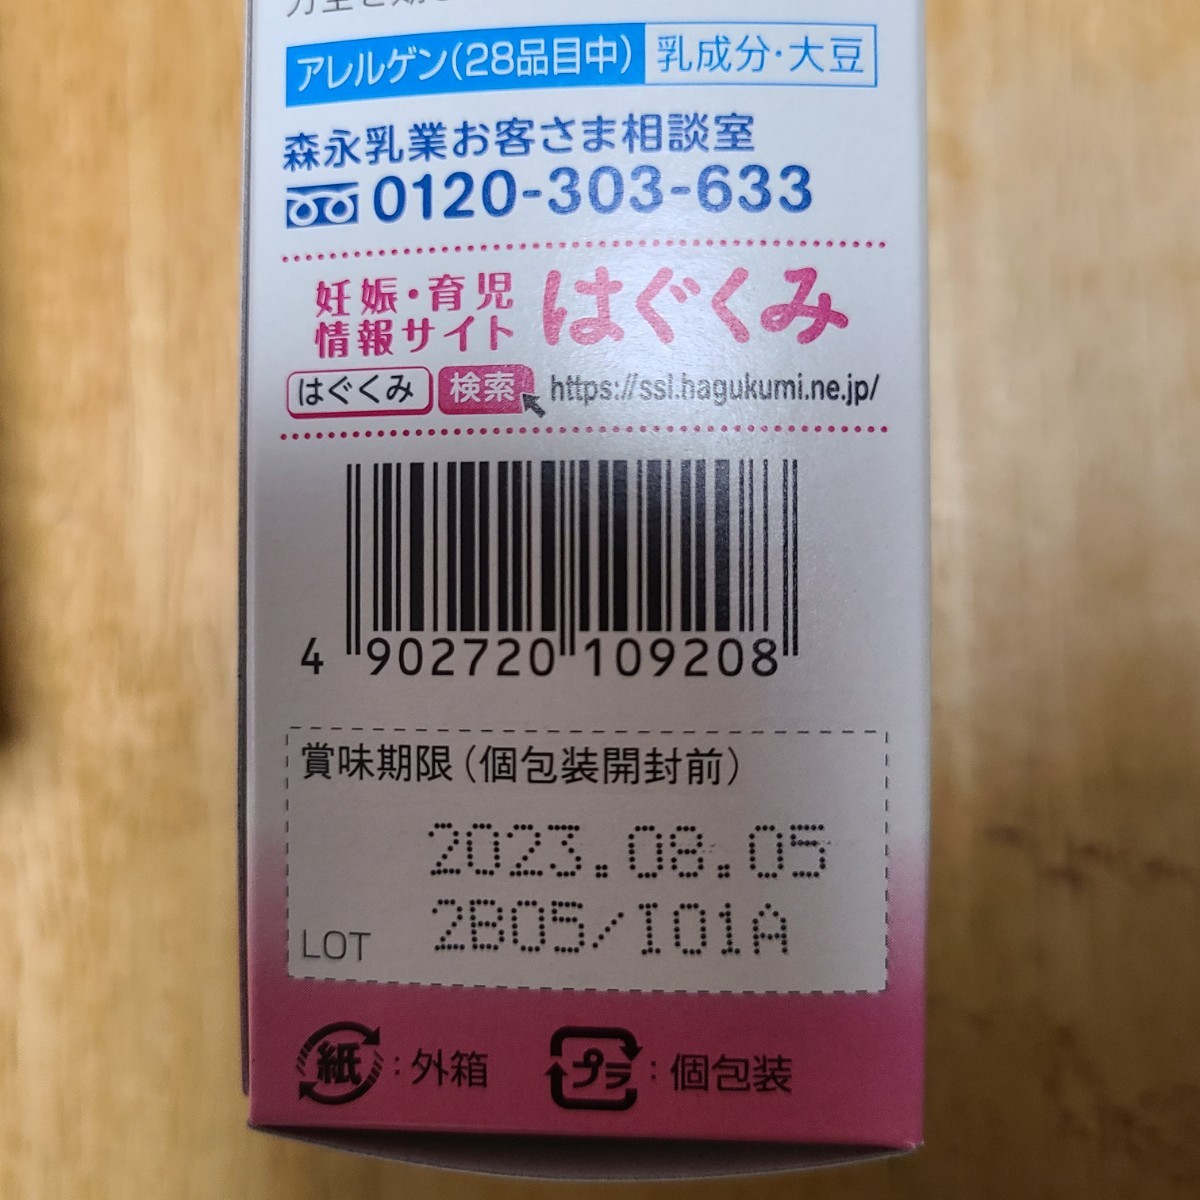 アレルゲン(28品目中) 乳成分・大豆
森永乳業お客さま相談室
0120-303-633
妊娠・育児
情報サイト
はぐくみ
はぐくみ 検索 https://ssl.hagukumi.ne.jp/
4 902720 109208
賞味期限(個包装開封前)
2023.08.05
LOT 2B05/I01A
紙:外箱 プラ:個包装